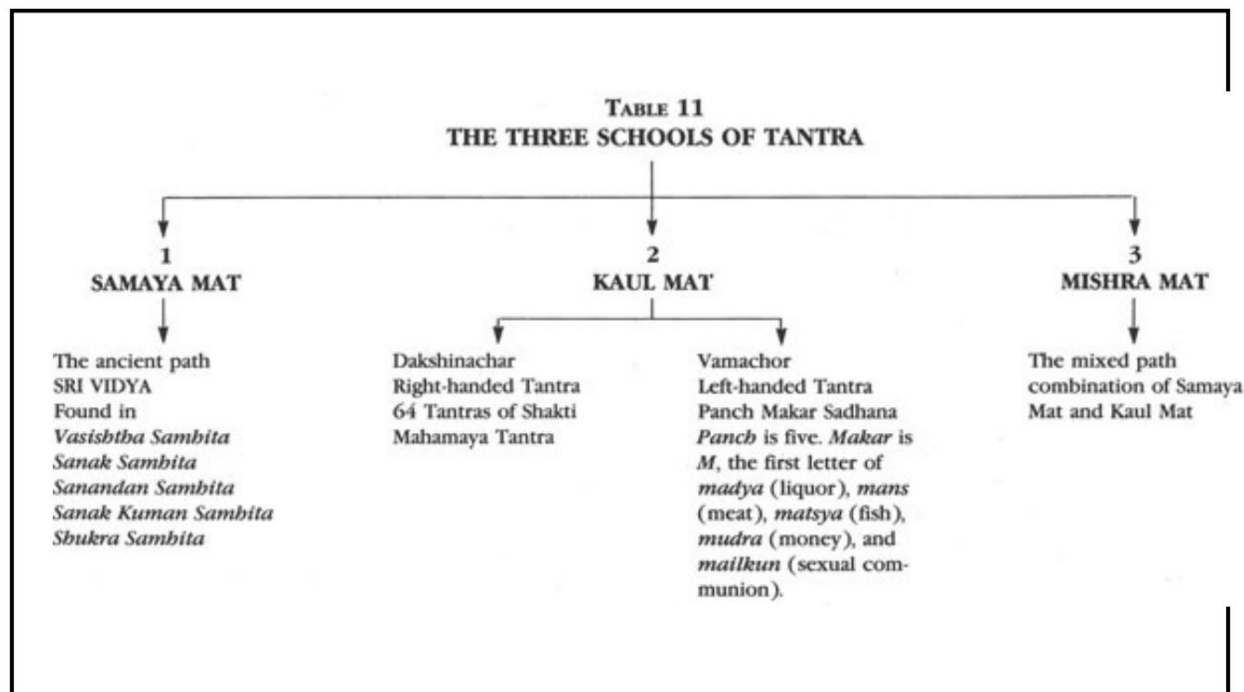 TABLE 11
THE THREE SCHOOLS OF TANTRA
1
SAMAYA MAT
The ancient path
SRI VIDYA
Found in
Vasishtha Samhita
Sanak Samhita
Sanandan Samhita
Sanak Kuman Samhita
Shukra Samhita
2
KAUL MAT
Dakshinachar
Right-handed Tantra
64 Tantras of Shakti
Mahamaya Tantra
Vamachor
Left-handed Tantra
Panch Makar Sadhana
Panch is five. Makar is
M, the first letter of
madya (liquor), mans
(meat), matsya (fish),
mudra (money), and
mailkun (sexual com-
munion).
3
MISHRA MAT
The mixed path
combination of Samaya
Mat and Kaul Mat